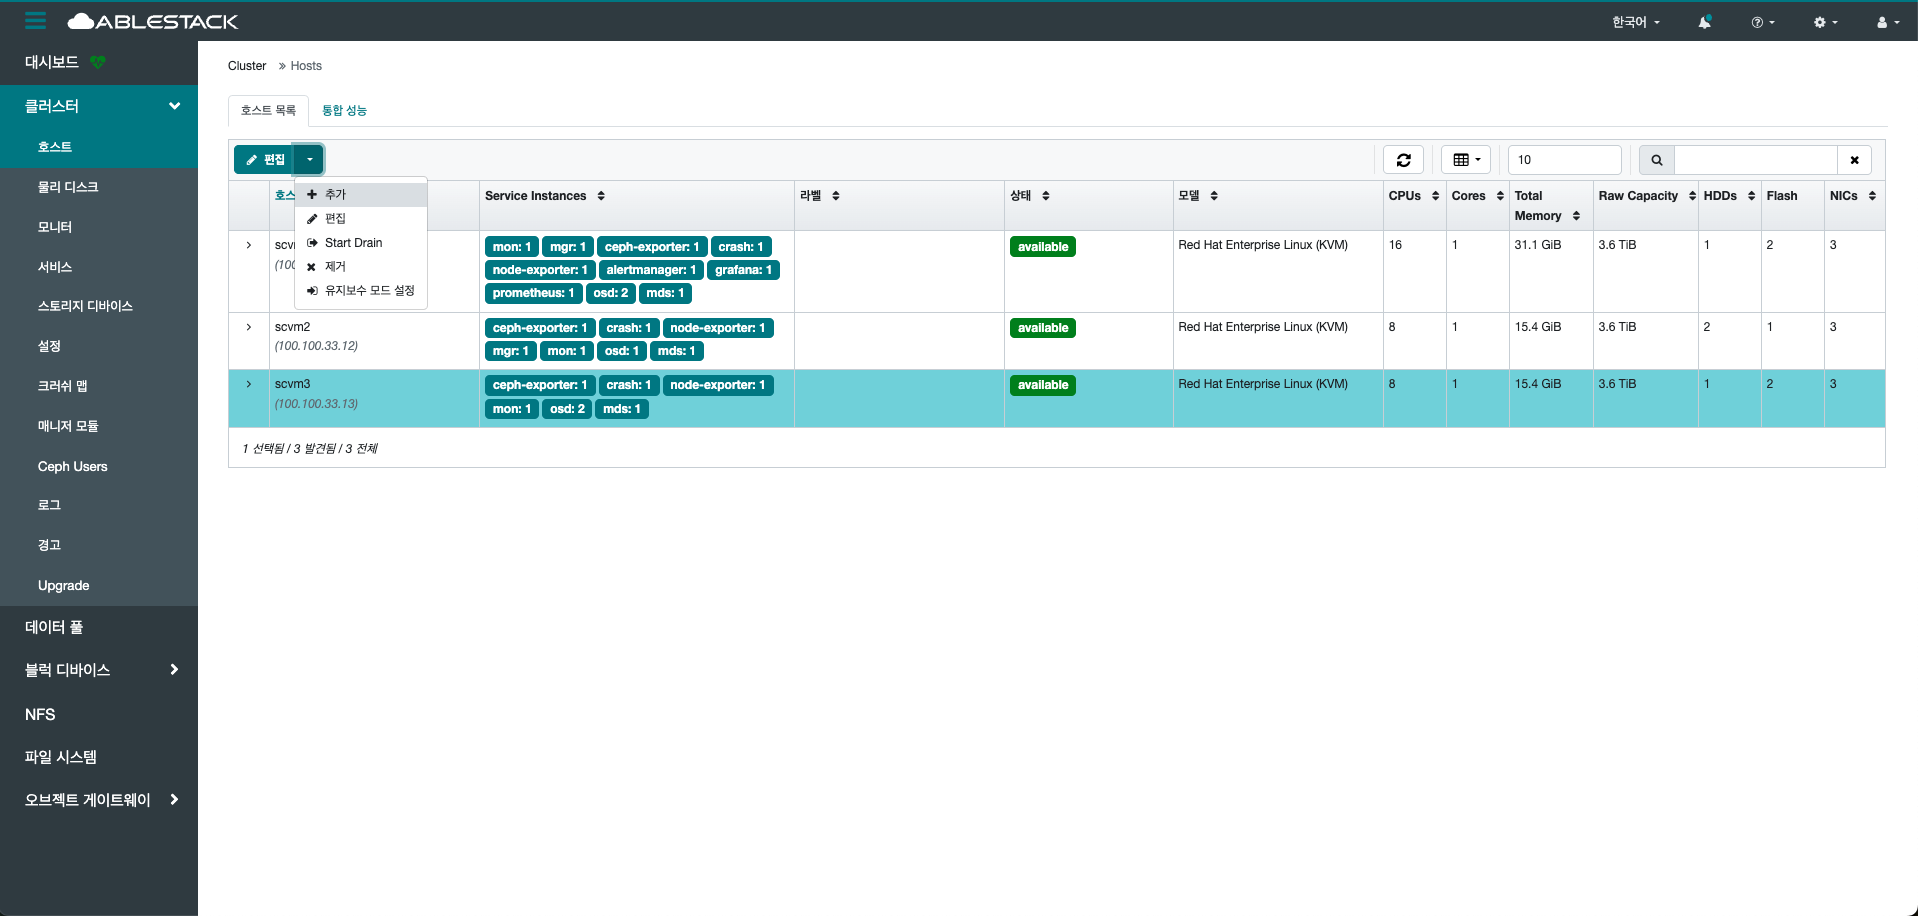 ABLESTACK
한국어
대시보드
클러스터
호스트
물리 디스크
모니터
서비스
스토리지 디바이스
설정
크러쉬 맵
매니저 모듈
Ceph Users
로그
경고
Upgrade
데이터 풀
블럭 디바이스
NFS
파일 시스템
오브젝트 게이트웨이
Cluster » Hosts
호스트 목록 통합 성능
편집
10
추가
편집
Start Drain
제거
유지보수 모드 설정
Service Instances 라벨 상태 모델 CPUs Cores Total Memory Raw Capacity HDDs Flash NICs
mon: 1 mgr: 1 ceph-exporter: 1 crash: 1 available Red Hat Enterprise Linux (KVM) 16 1 31.1 GiB 3.6 TiB 1 2 3
node-exporter: 1 alertmanager: 1 grafana: 1
prometheus: 1 osd: 2 mds: 1
scvm2 ceph-exporter: 1 crash: 1 node-exporter: 1 available Red Hat Enterprise Linux (KVM) 8 1 15.4 GiB 3.6 TiB 2 1 3
(100.100.33.12) mgr: 1 mon: 1 osd: 1 mds: 1
scvm3 ceph-exporter: 1 crash: 1 node-exporter: 1 available Red Hat Enterprise Linux (KVM) 8 1 15.4 GiB 3.6 TiB 1 2 3
(100.100.33.13) mon: 1 osd: 2 mds: 1
1 선택됨 / 3 발견됨 / 3 전체